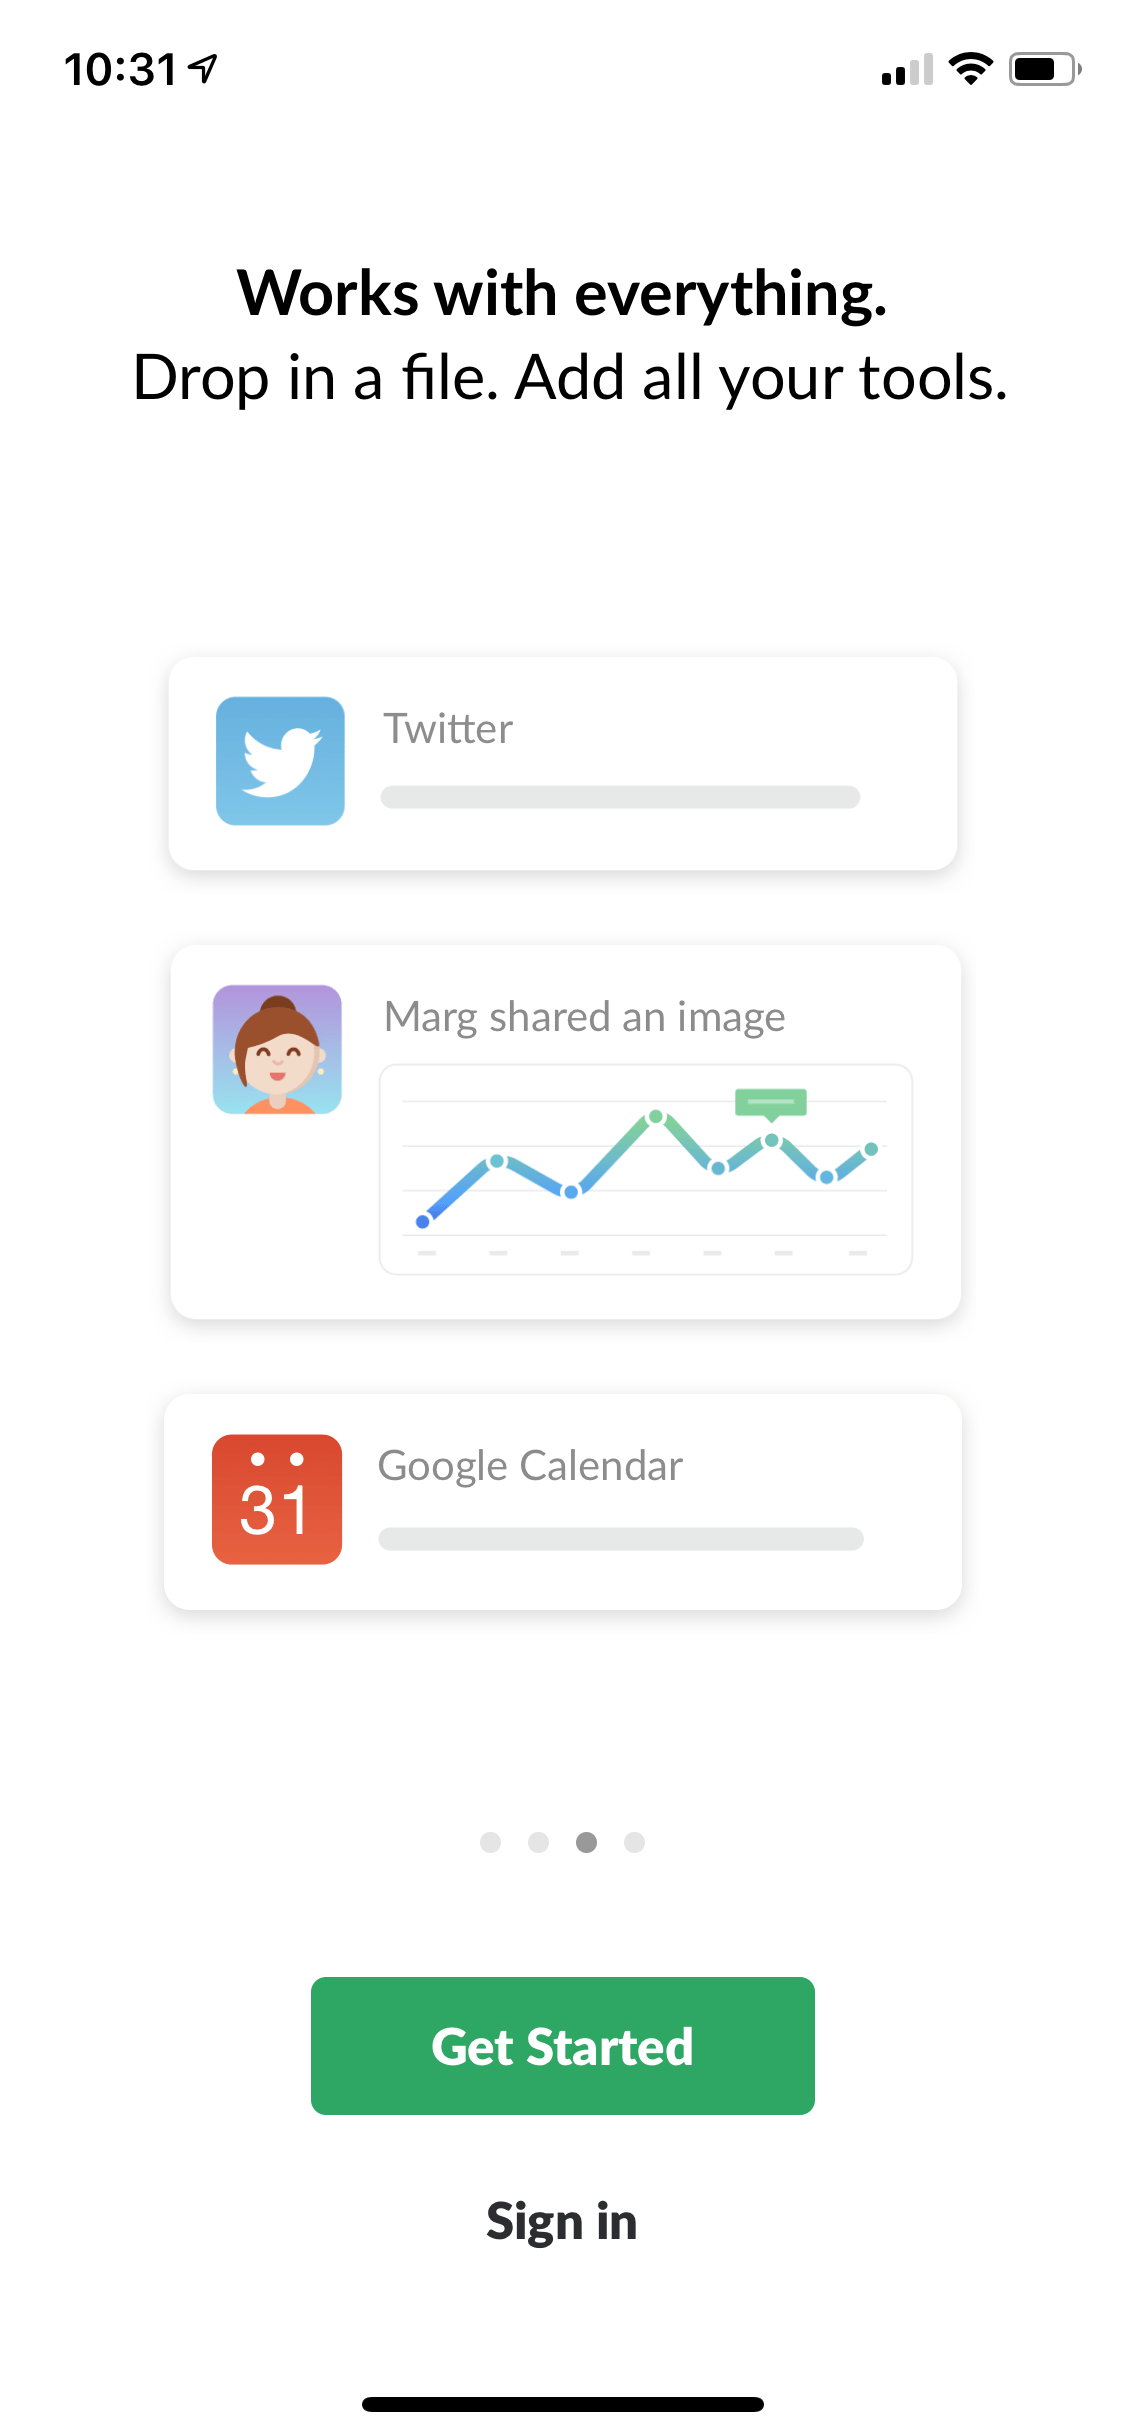 10:31
Works with everything.
Drop in a file. Add all your tools.
Twitter
Marg shared an image
31
Google Calendar
Get Started
Sign in